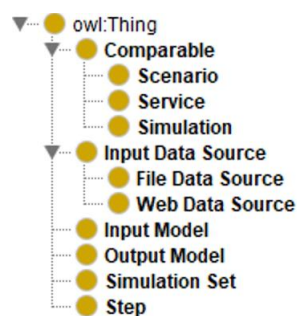 owl:Thing
Comparable
Scenario
Service
Simulation
Input Data Source
File Data Source
Web Data Source
Input Model
Output Model
Simulation Set
Step